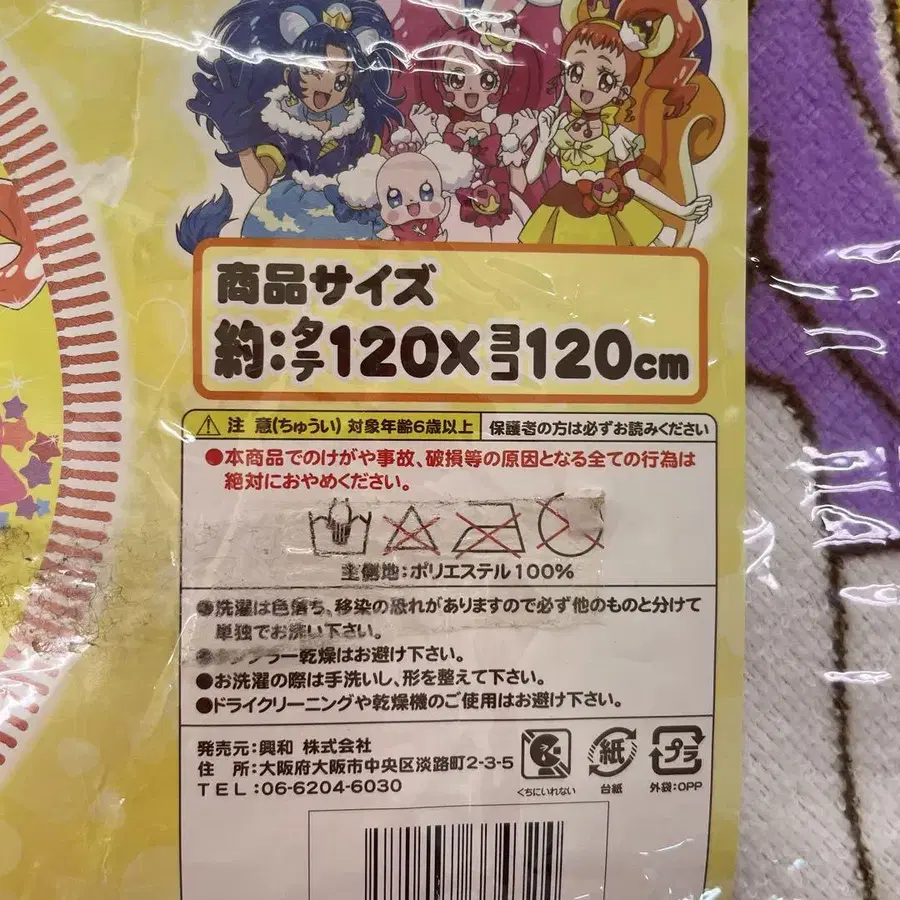 商品サイズ
約:タテ120×ヨコ120cm
注 意(ちゅうい) 対象年齢6歳以上 保護者の方は必ずお読みください
●本商品でのけがや事故、破損等の原因となる全ての行為は
絶対におやめください。
主側地:ポリエステル100%
●洗濯は色落ち、移染の恐れがありますので必ず他のものと分けて
単独でお洗い下さい。
乾燥はお避け下さい。
●お洗濯の際は手洗いし、形を整えて下さい。
●ドライクリーニングや乾燥機のご使用はお避け下さい。
発売元:興和 株式会社
住 所:大阪府大阪市中央区淡路町2-3-5
TEL:06-6204-6030
くちにいれない
紙
台紙
プラ
外袋:OPP